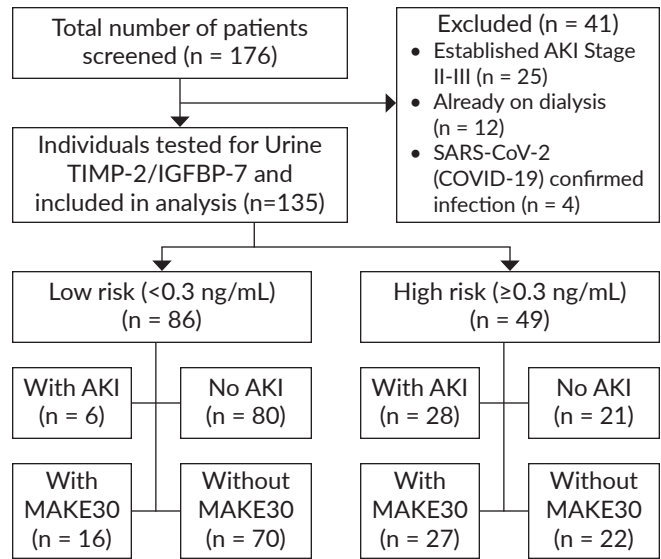 Total number of patients
screened (n = 176)
Excluded (n = 41)
• Established AKI Stage
II-III (n = 25)
• Already on dialysis
(n = 12)
• SARS-CoV-2
(COVID-19) confirmed
infection (n = 4)
Individuals tested for Urine
TIMP-2/IGFBP-7 and
included in analysis (n=135)
Low risk (<0.3 ng/mL)
(n = 86)
High risk (≥0.3 ng/mL)
(n = 49)
With AKI
(n = 6)
No AKI
(n = 80)
With AKI
(n = 28)
No AKI
(n = 21)
With
MAKE30
(n = 16)
Without
MAKE30
(n = 70)
With
MAKE30
(n = 27)
Without
MAKE30
(n = 22)